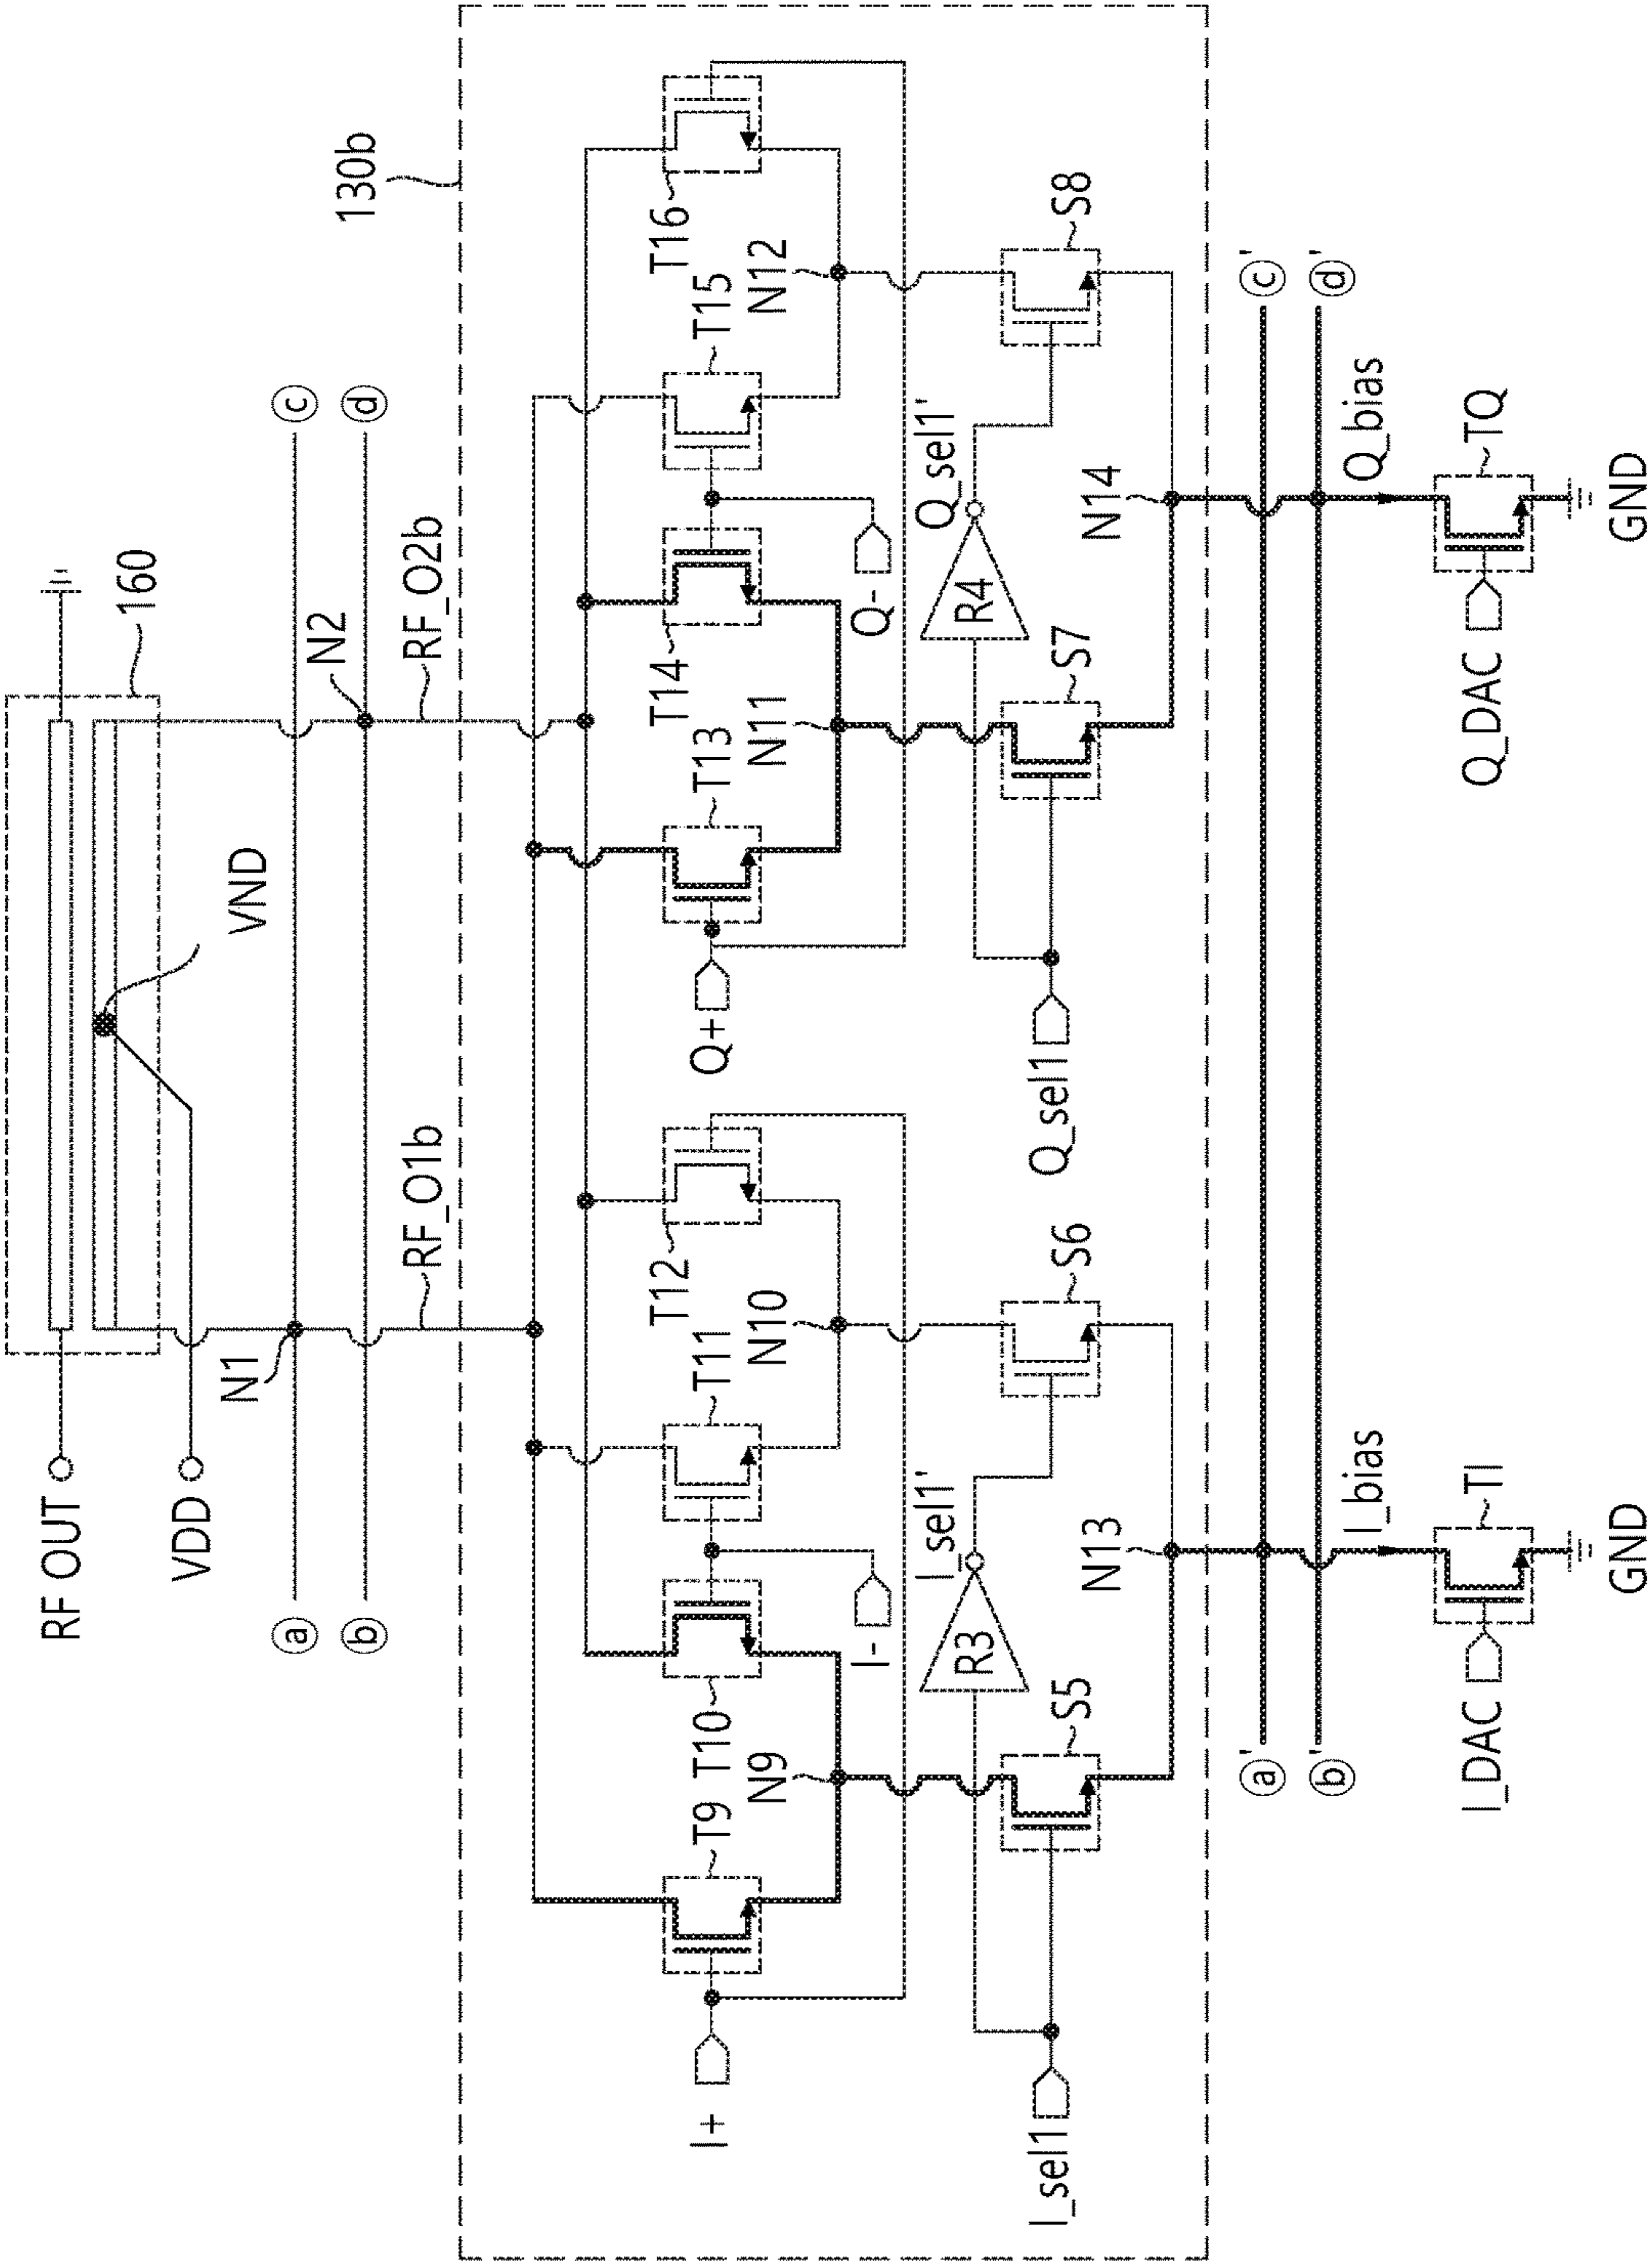 RF OUT
160
VDD
VND
N1
N2
130b
ⓐ
ⓒ
ⓑ
ⓓ
RF_O1b
RF_O2b
I+
T9
T10
T11
T12
Q+
T13
T14
T15
T16
N9
N10
N11
N12
I-
Q-
I_sel1'
Q_sel1'
R3
R4
I_sel1
S5
S6
Q_sel1
S7
S8
N13
N14
ⓐ'
ⓒ'
ⓑ'
ⓓ'
I_bias
Q_bias
I_DAC
TI
Q_DAC
TQ
GND
GND